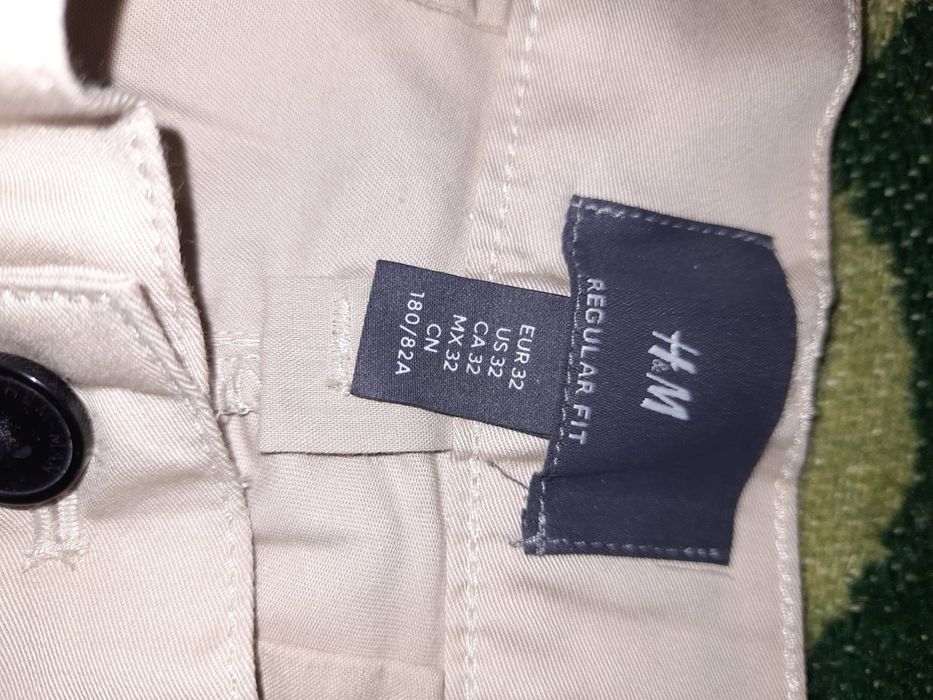 H&M
REGULAR FIT
EUR 32
US 32
CA 32
MX 32
CN
180/82A